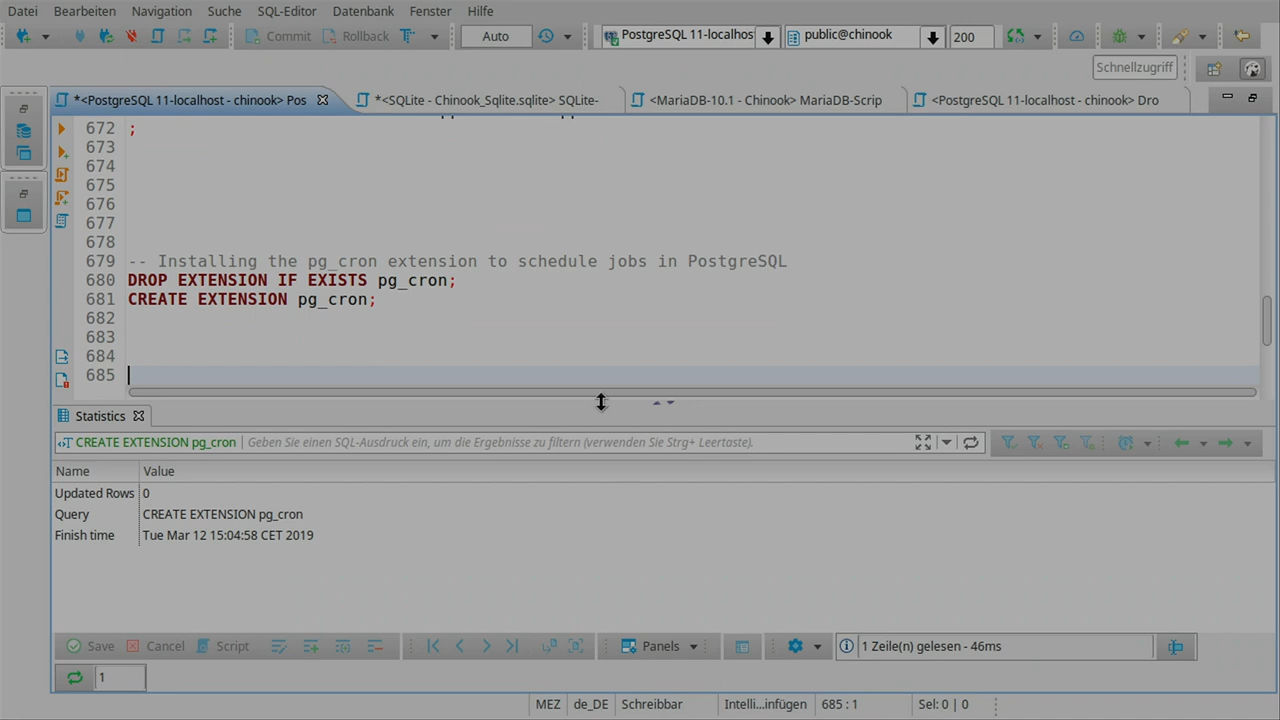 Datei Navigation Suche SQL-Editor Datenbank Fenster Hilfe
Commit Rollback Auto PostgreSQL 11-localhost public@chinook 200
Schnellzugriff
*<PostgreSQL 11-localhost - chinook> Pos *<SQLite - Chinook_Sqlite.sqlite> SQLite- <MariaDB-10.1 - Chinook> MariaDB-Scrip <PostgreSQL 11-localhost - chinook> Dro
672 ;
673
674
675
676
677
678
679 -- Installing the pg_cron extension to schedule jobs in PostgreSQL
680 DROP EXTENSION IF EXISTS pg_cron;
681 CREATE EXTENSION pg_cron;
682
683
684
685
Statistics
CREATE EXTENSION pg_cron Geben Sie einen SQL-Ausdruck ein, um die Ergebnisse zu filtern (verwenden Sie Strg+ Leertaste).
Name Value
Updated Rows 0
Query CREATE EXTENSION pg_cron
Finish time Tue Mar 12 15:04:58 CET 2019
Save Cancel Script Panels 1 Zeile(n) gelesen - 46ms
1
MEZ de_DE Schreibbar Intelli...infügen 685 : 1 Sel: 0 | 0